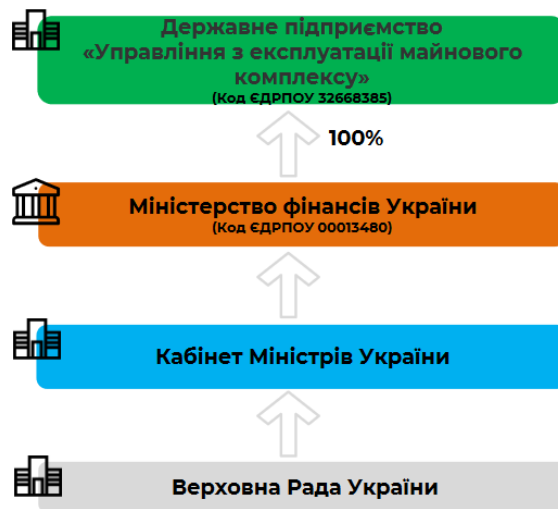 Державне підприємство
«Управління з експлуатації майнового
комплексу»
(Код ЄДРПОУ 32668385)
100%
Міністерство фінансів України
(Код ЄДРПОУ 00013480)
Кабінет Міністрів України
Верховна Рада України